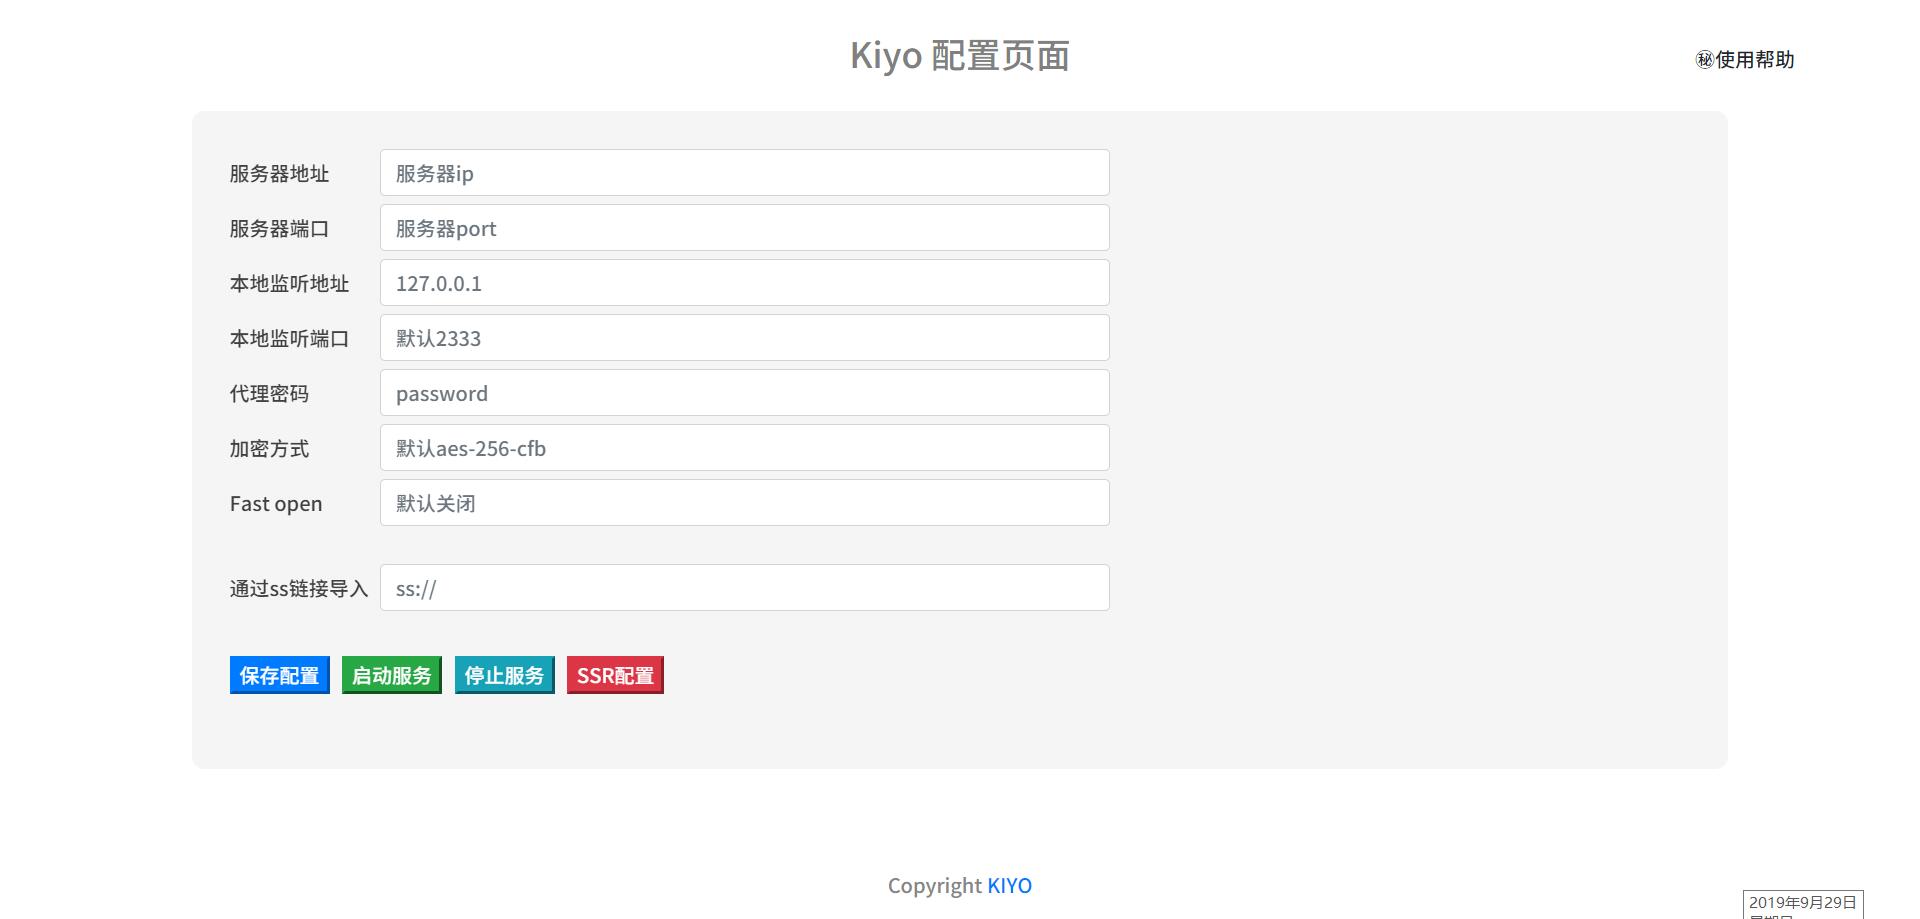 Kiyo 配置页面
㊙使用帮助
服务器地址 服务器ip
服务器端口 服务器port
本地监听地址 127.0.0.1
本地监听端口 默认2333
代理密码 password
加密方式 默认aes-256-cfb
Fast open 默认关闭
通过ss链接导入 ss://
保存配置 启动服务 停止服务 SSR配置
Copyright KIYO
2019年9月29日